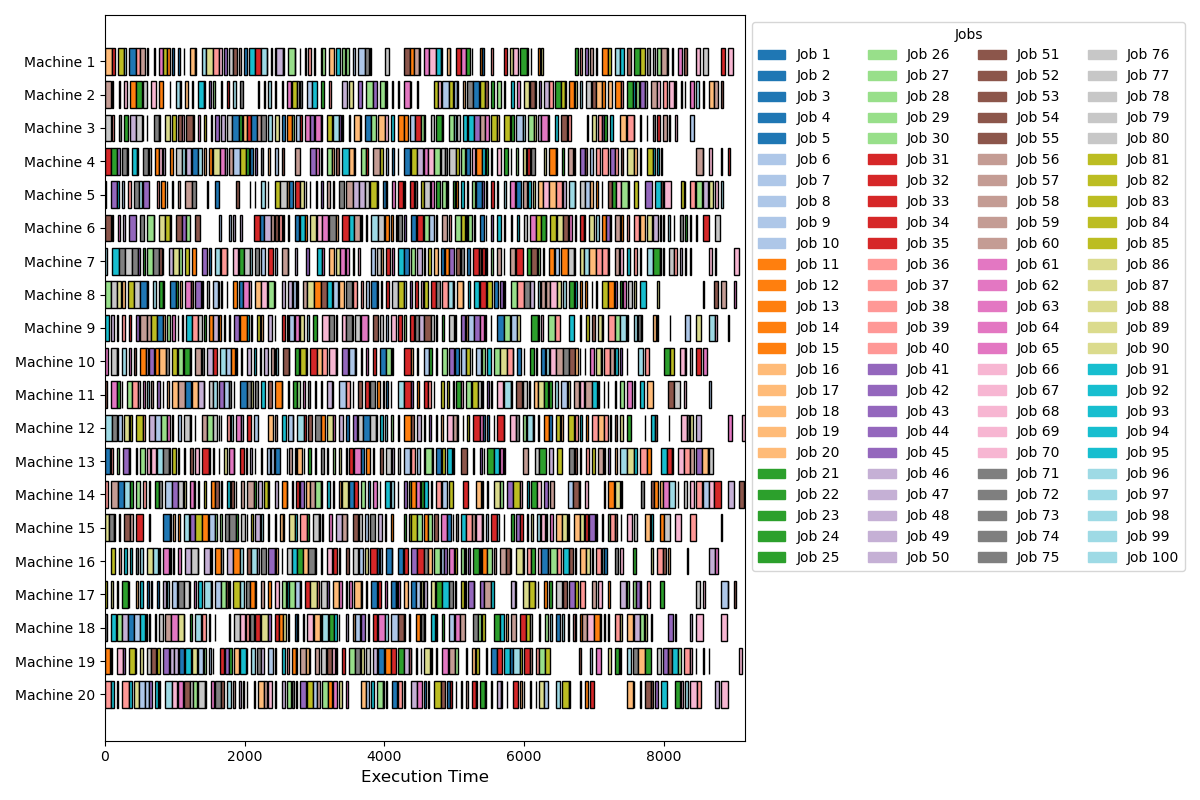 Machine 1
Machine 2
Machine 3
Machine 4
Machine 5
Machine 6
Machine 7
Machine 8
Machine 9
Machine 10
Machine 11
Machine 12
Machine 13
Machine 14
Machine 15
Machine 16
Machine 17
Machine 18
Machine 19
Machine 20
0 2000 4000 6000 8000
Execution Time
Jobs
Job 1 Job 26 Job 51 Job 76
Job 2 Job 27 Job 52 Job 77
Job 3 Job 28 Job 53 Job 78
Job 4 Job 29 Job 54 Job 79
Job 5 Job 30 Job 55 Job 80
Job 6 Job 31 Job 56 Job 81
Job 7 Job 32 Job 57 Job 82
Job 8 Job 33 Job 58 Job 83
Job 9 Job 34 Job 59 Job 84
Job 10 Job 35 Job 60 Job 85
Job 11 Job 36 Job 61 Job 86
Job 12 Job 37 Job 62 Job 87
Job 13 Job 38 Job 63 Job 88
Job 14 Job 39 Job 64 Job 89
Job 15 Job 40 Job 65 Job 90
Job 16 Job 41 Job 66 Job 91
Job 17 Job 42 Job 67 Job 92
Job 18 Job 43 Job 68 Job 93
Job 19 Job 44 Job 69 Job 94
Job 20 Job 45 Job 70 Job 95
Job 21 Job 46 Job 71 Job 96
Job 22 Job 47 Job 72 Job 97
Job 23 Job 48 Job 73 Job 98
Job 24 Job 49 Job 74 Job 99
Job 25 Job 50 Job 75 Job 100